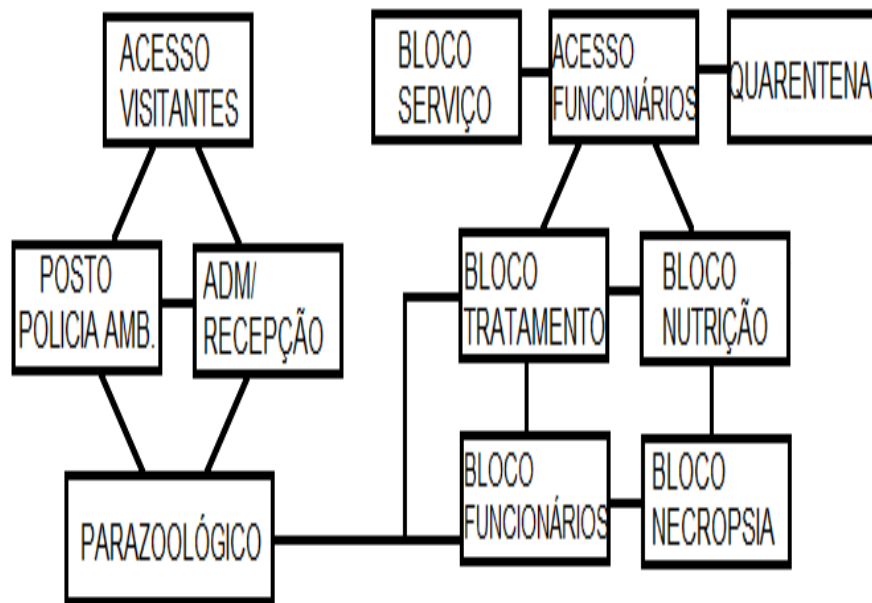 ACESSO
VISITANTES
BLOCO
SERVIÇO
ACESSO
FUNCIONÁRIOS
QUARENTENA
POSTO
POLICIA AMB.
ADM/
RECEPÇÃO
BLOCO
TRATAMENTO
BLOCO
NUTRIÇÃO
PARAZOOLÓGICO
BLOCO
FUNCIONÁRIOS
BLOCO
NECROPSIA